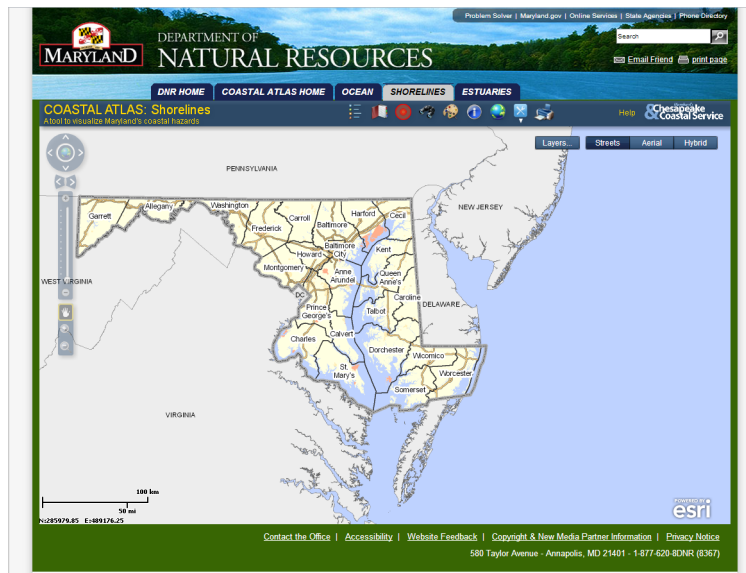 Problem Solver | Maryland.gov | Online Services | State Agencies | Phone Directory
MARYLAND
DEPARTMENT OF
NATURAL RESOURCES
Search
Email Friend print page
DNR HOME COASTAL ATLAS HOME OCEAN SHORELINES ESTUARIES
COASTAL ATLAS: Shorelines
A tool to visualize Maryland's coastal hazards
Help
Chesapeake
& Coastal Service
Layers... Streets Aerial Hybrid
PENNSYLVANIA
NEW JERSEY
Garrett
Allegany
Washington
Frederick
Carroll
Baltimore
Harford
Cecil
Baltimore
City
Howard
Kent
Montgomery
Anne
Arundel
Queen
Anne's
WEST VIRGINIA
DC
Caroline
DELAWARE
Prince
George's
Talbot
Charles
Calvert
Dorchester
Wicomico
St.
Mary's
Worcester
Somerset
VIRGINIA
100 km
50 mi
N:285979.85 E:489176.25
POWERED BY
esri
Contact the Office | Accessibility | Website Feedback | Copyright & New Media Partner Information | Privacy Notice
580 Taylor Avenue - Annapolis, MD 21401 - 1-877-620-8DNR (8367)